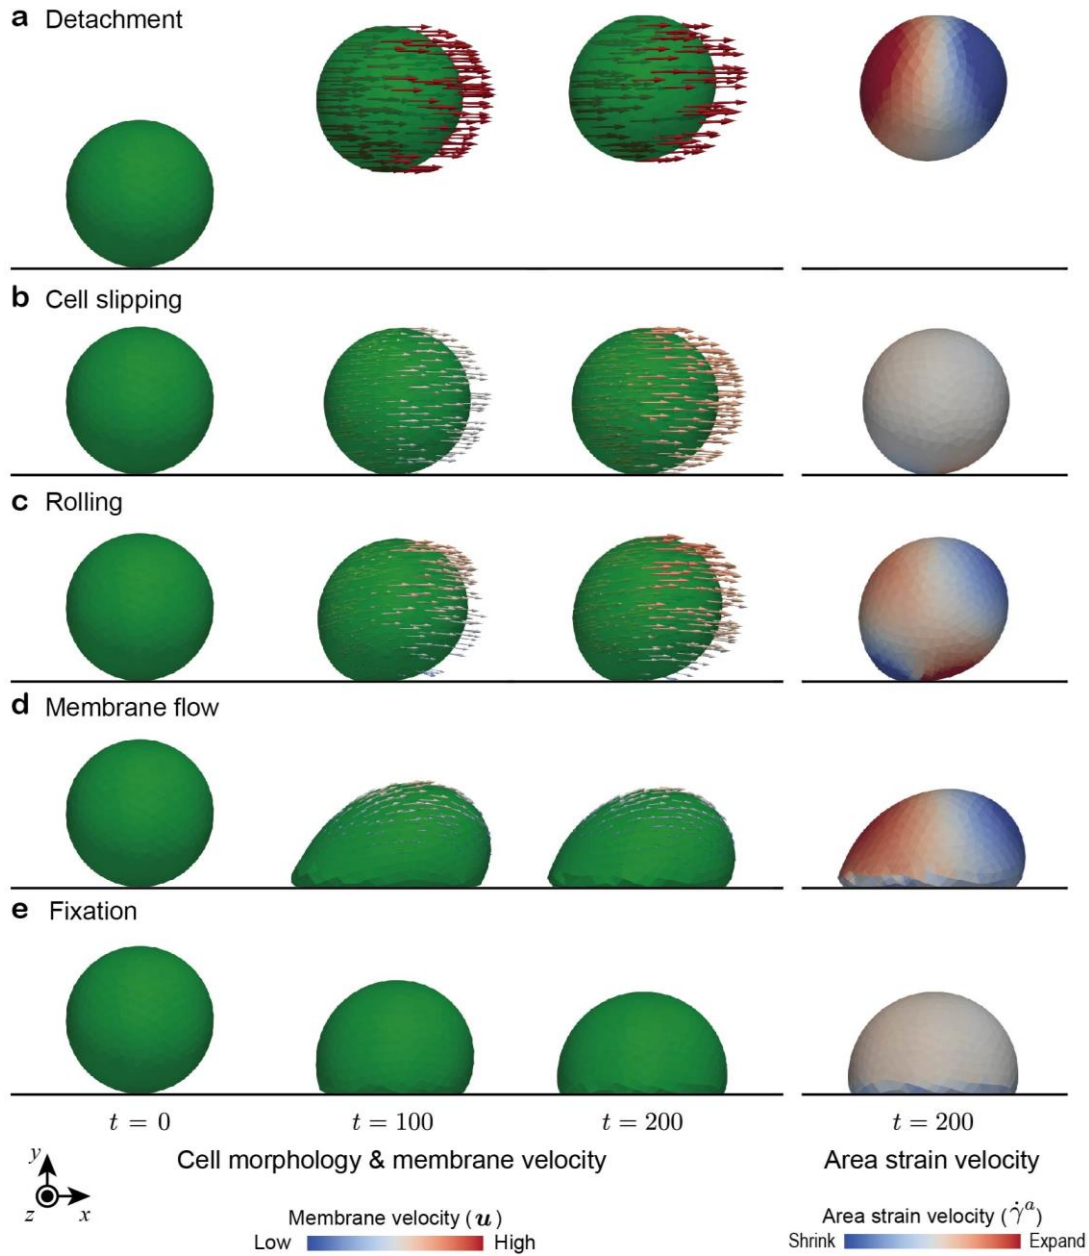 a Detachment
b Cell slipping
c Rolling
d Membrane flow
e Fixation
t = 0 t = 100 t = 200 t = 200
Cell morphology & membrane velocity Area strain velocity
y
z x
Membrane velocity (u) Area strain velocity (γ̇ᵃ)
Low High Shrink Expand